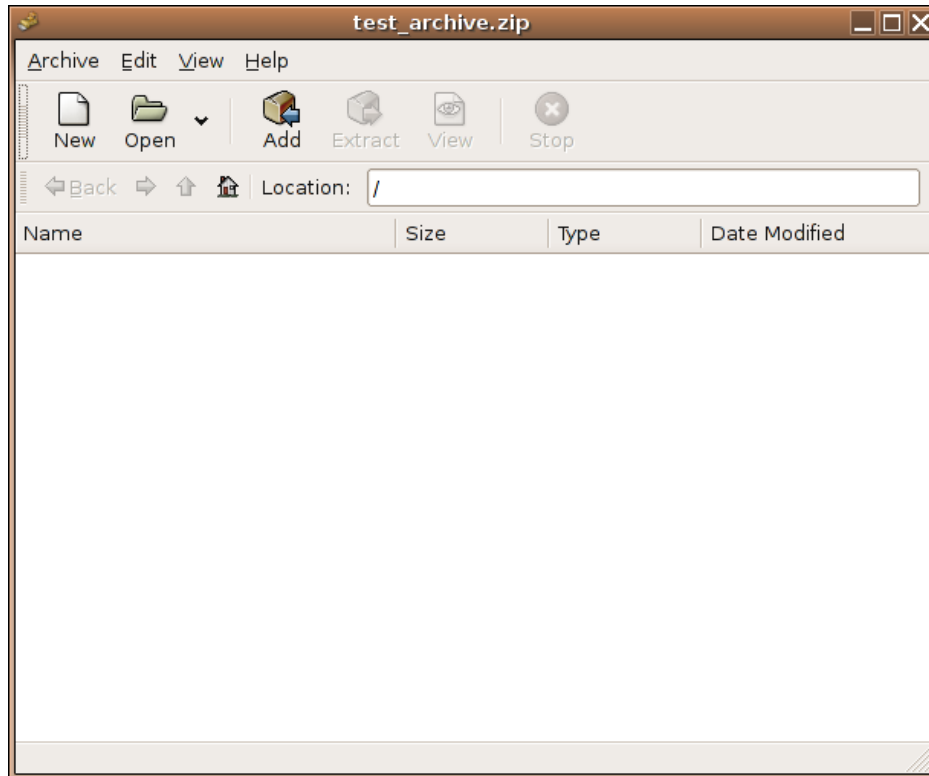 test_archive.zip
Archive Edit View Help
New Open Add Extract View Stop
Back Location: /
Name Size Type Date Modified